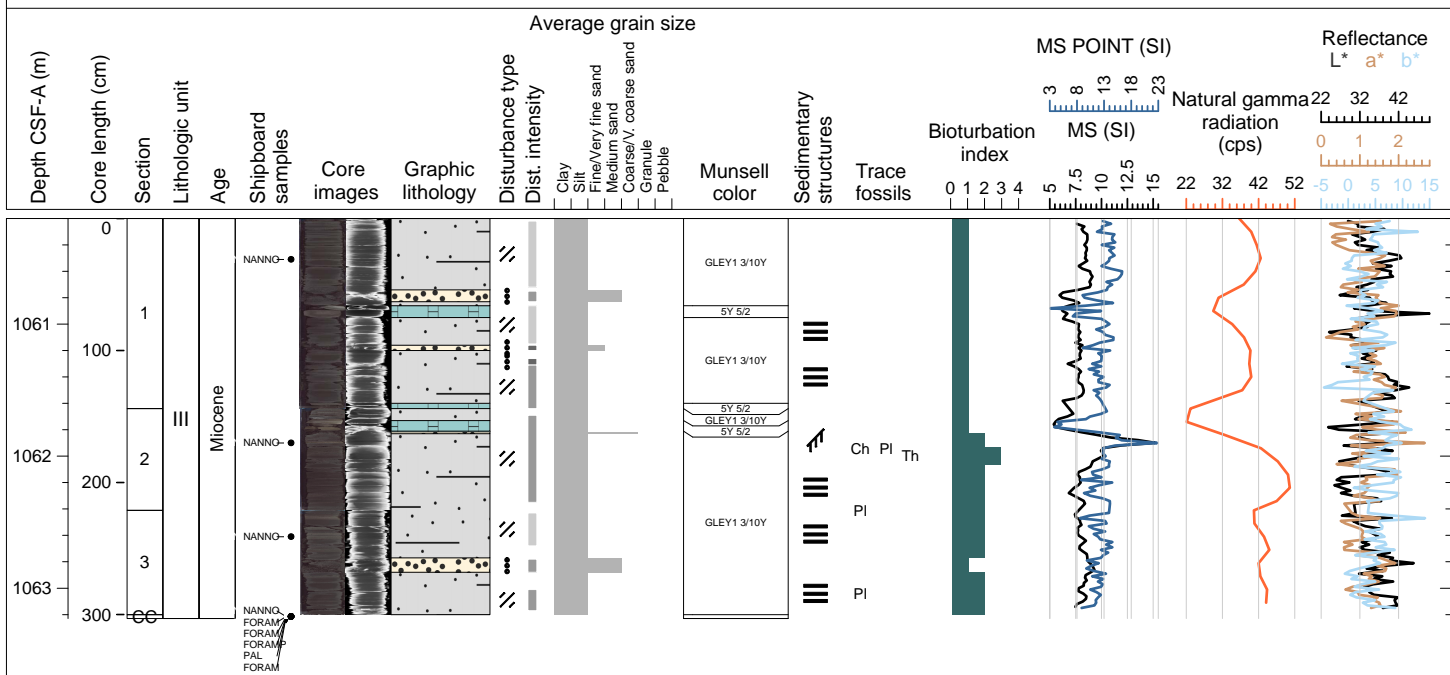 Average grain size
Depth CSF-A (m)
Core length (cm)
Section
Lithologic unit
Age
Shipboard
samples
Core
images
Graphic
lithology
Disturbance type
Dist. intensity
Clay
Silt
Fine/Very fine sand
Medium sand
Coarse/V. coarse sand
Granule
Pebble
Munsell
color
Sedimentary
structures
Trace
fossils
Bioturbation
index
0 1 2 3 4
MS POINT (SI)
3 8 13 18 23
MS (SI)
5 7.5 10 12.5 15
Natural gamma
radiation
(cps)
22 32 42 52
Reflectance
L* a* b*
22 32 42
0 1 2
-5 0 5 10 15
0
100
200
300
1061
1062
1063
1
2
3
CC
III
Miocene
NANNO
NANNO
NANNO
NANNO
FORAM
FORAM
FORAMP
PAL
FORAM
GLEY1 3/10Y
5Y 5/2
GLEY1 3/10Y
5Y 5/2
GLEY1 3/10Y
5Y 5/2
GLEY1 3/10Y
Ch Pl Th
Pl
Pl